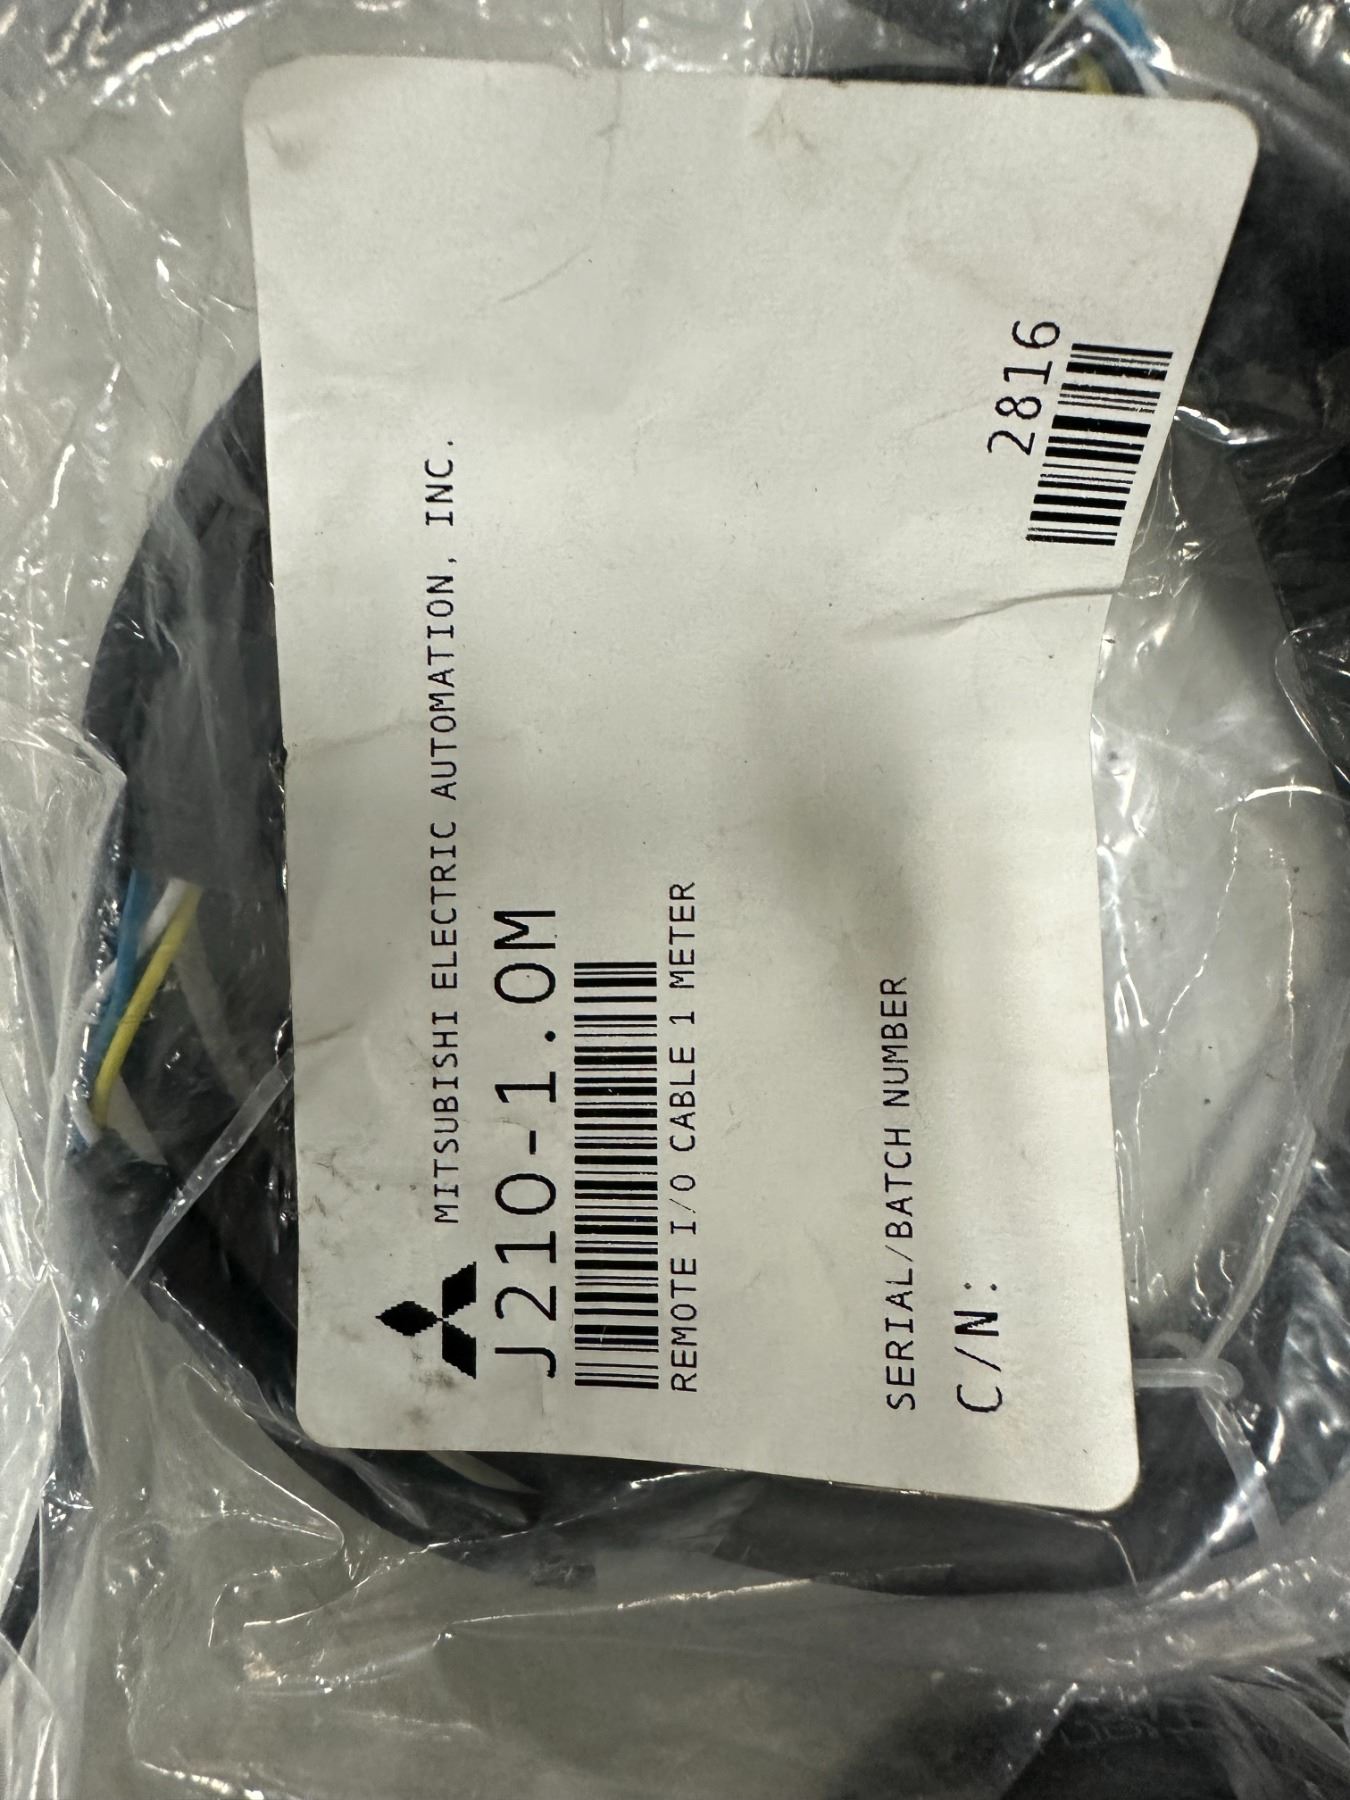 MITSUBISHI ELECTRIC AUTOMATION, INC.
J210-1.0M
REMOTE I/O CABLE 1 METER
SERIAL/BATCH NUMBER
C/N:
2816